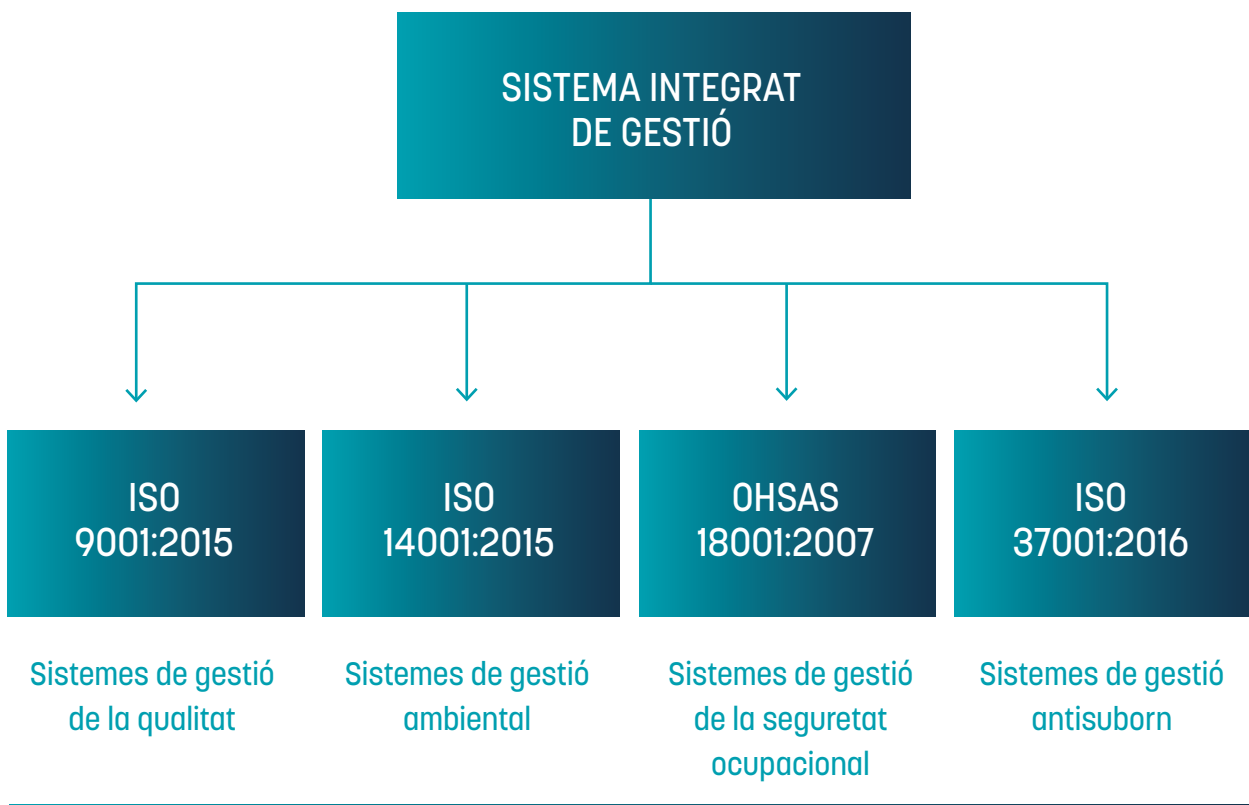 SISTEMA INTEGRAT
DE GESTIÓ
ISO
9001:2015
ISO
14001:2015
OHSAS
18001:2007
ISO
37001:2016
Sistemes de gestió
de la qualitat
Sistemes de gestió
ambiental
Sistemes de gestió
de la seguretat
ocupacional
Sistemes de gestió
antisuborn